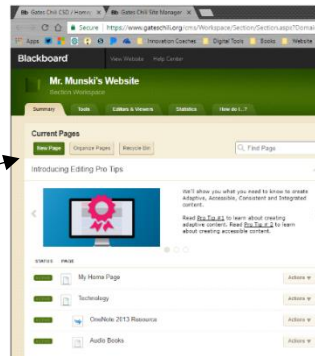 Gates Chili CSD / Homepage
Gates Chili Site Manager
Secure https://www.gateschili.org/cms/Workspace/Section/Section.aspx?Domai
Apps Innovation Coaches Digital Tools Books Website
Blackboard View Website Help Center
Mr. Munski's Website
Section Workspace
Summary Tools Editors & Viewers Statistics How do I...?
Current Pages
New Page Organize Pages Recycle Bin Find Page
Introducing Editing Pro Tips
We'll show you what you need to know to create
Adaptive, Accessible, Consistent and Integrated
content.
Read Pro Tip #1 to learn about creating
adaptive content. Read Pro Tip # 2 to learn
about creating accessible content.
STATUS PAGE
My Home Page Actions
Technology Actions
OneNote 2013 Resource Actions
Audio Books Actions